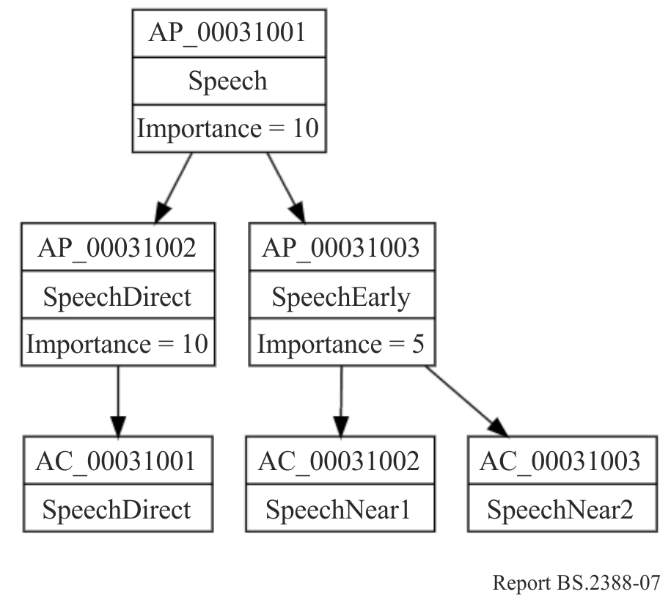 AP_00031001
Speech
Importance = 10
AP_00031002
SpeechDirect
Importance = 10
AP_00031003
SpeechEarly
Importance = 5
AC_00031001
SpeechDirect
AC_00031002
SpeechNear1
AC_00031003
SpeechNear2
Report BS.2388-07